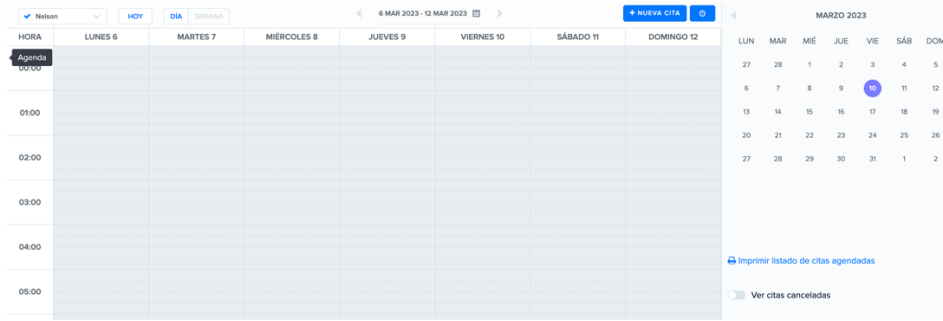 Nelson HOY DÍA SEMANA 6 MAR 2023 - 12 MAR 2023 + NUEVA CITA
HORA LUNES 6 MARTES 7 MIÉRCOLES 8 JUEVES 9 VIERNES 10 SÁBADO 11 DOMINGO 12
Agenda
00:00
01:00
02:00
03:00
04:00
05:00
MARZO 2023
LUN MAR MIÉ JUE VIE SÁB DOM
27 28 1 2 3 4 5
6 7 8 9 10 11 12
13 14 15 16 17 18 19
20 21 22 23 24 25 26
27 28 29 30 31 1 2
Imprimir listado de citas agendadas
Ver citas canceladas